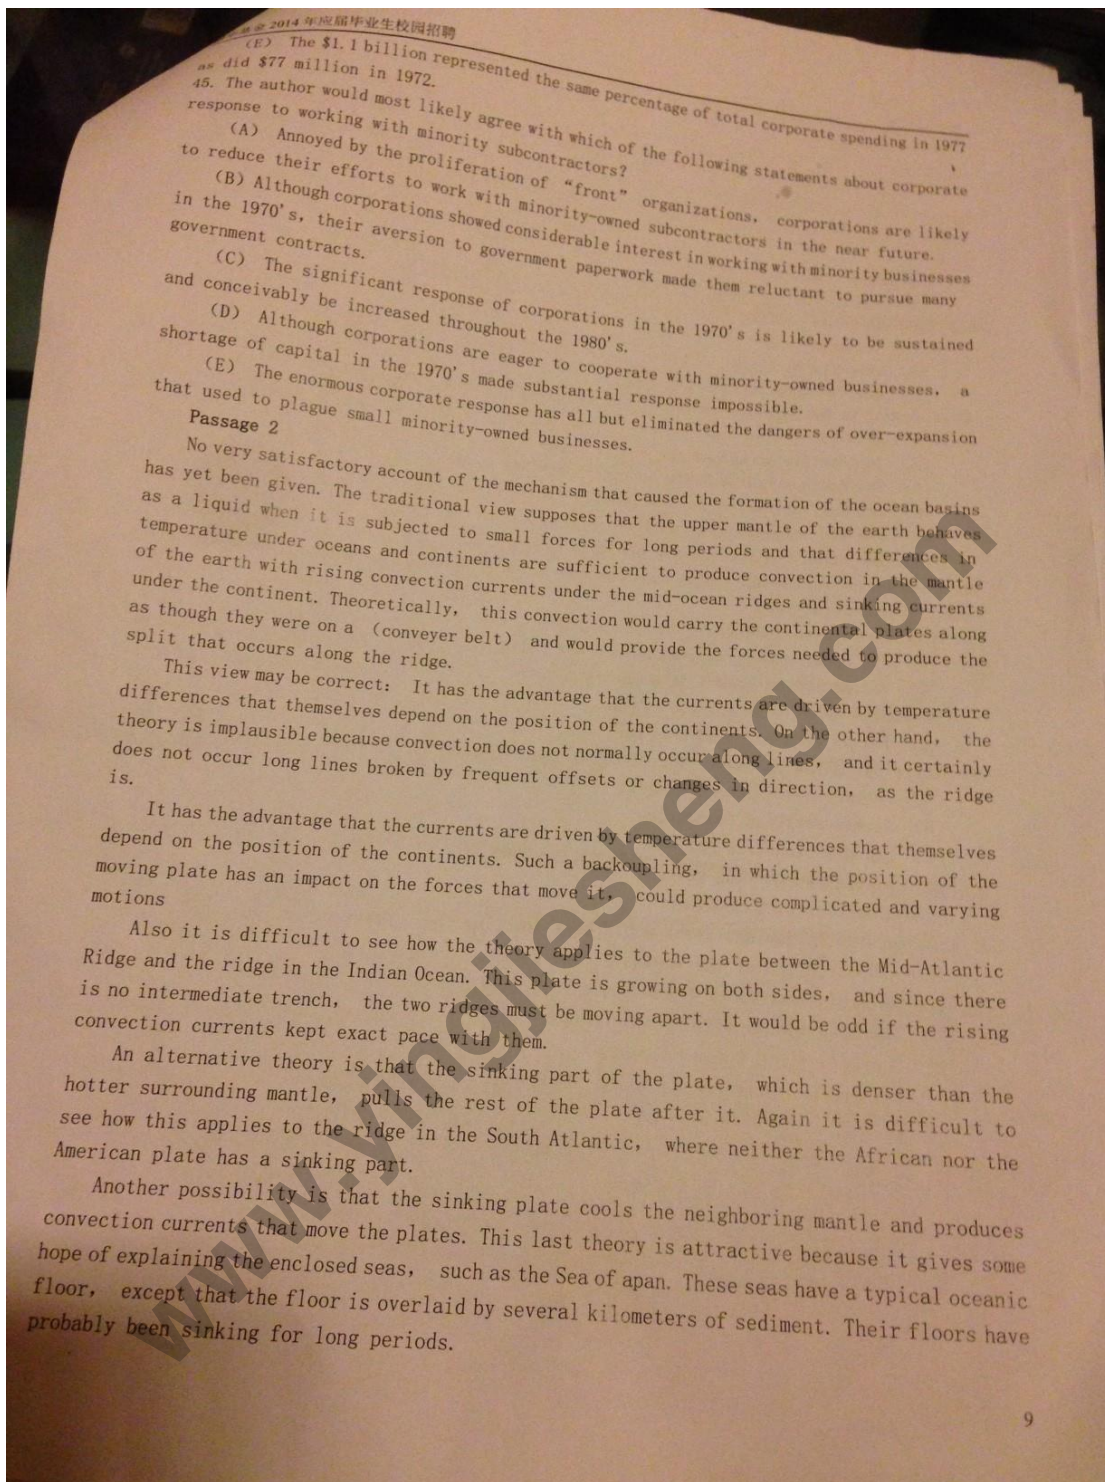 2014 年应届毕业生校园招聘
(E) The $1.1 billion represented the same percentage of total corporate spending in 1977
as did $77 million in 1972.
45. The author would most likely agree with which of the following statements about corporate
response to working with minority subcontractors?
(A) Annoyed by the proliferation of “front” organizations, corporations are likely
to reduce their efforts to work with minority-owned subcontractors in the near future.
(B) Although corporations showed considerable interest in working with minority businesses
in the 1970's, their aversion to government paperwork made them reluctant to pursue many
government contracts.
(C) The significant response of corporations in the 1970's is likely to be sustained
and conceivably be increased throughout the 1980's.
(D) Although corporations are eager to cooperate with minority-owned businesses, a
shortage of capital in the 1970's made substantial response impossible.
(E) The enormous corporate response has all but eliminated the dangers of over-expansion
that used to plague small minority-owned businesses.
Passage 2
No very satisfactory account of the mechanism that caused the formation of the ocean basins
has yet been given. The traditional view supposes that the upper mantle of the earth behaves
as a liquid when it is subjected to small forces for long periods and that differences in
temperature under oceans and continents are sufficient to produce convection in the mantle
of the earth with rising convection currents under the mid-ocean ridges and sinking currents
under the continent. Theoretically, this convection would carry the continental plates along
as though they were on a (conveyer belt) and would provide the forces needed to produce the
split that occurs along the ridge.
This view may be correct: It has the advantage that the currents are driven by temperature
differences that themselves depend on the position of the continents. On the other hand, the
theory is implausible because convection does not normally occur along lines, and it certainly
does not occur long lines broken by frequent offsets or changes in direction, as the ridge
is.
It has the advantage that the currents are driven by temperature differences that themselves
depend on the position of the continents. Such a backoupling, in which the position of the
moving plate has an impact on the forces that move it, could produce complicated and varying
motions
Also it is difficult to see how the theory applies to the plate between the Mid-Atlantic
Ridge and the ridge in the Indian Ocean. This plate is growing on both sides, and since there
is no intermediate trench, the two ridges must be moving apart. It would be odd if the rising
convection currents kept exact pace with them.
An alternative theory is that the sinking part of the plate, which is denser than the
hotter surrounding mantle, pulls the rest of the plate after it. Again it is difficult to
see how this applies to the ridge in the South Atlantic, where neither the African nor the
American plate has a sinking part.
Another possibility is that the sinking plate cools the neighboring mantle and produces
convection currents that move the plates. This last theory is attractive because it gives some
hope of explaining the enclosed seas, such as the Sea of apan. These seas have a typical oceanic
floor, except that the floor is overlaid by several kilometers of sediment. Their floors have
probably been sinking for long periods.
9
www.yingjiesheng.com